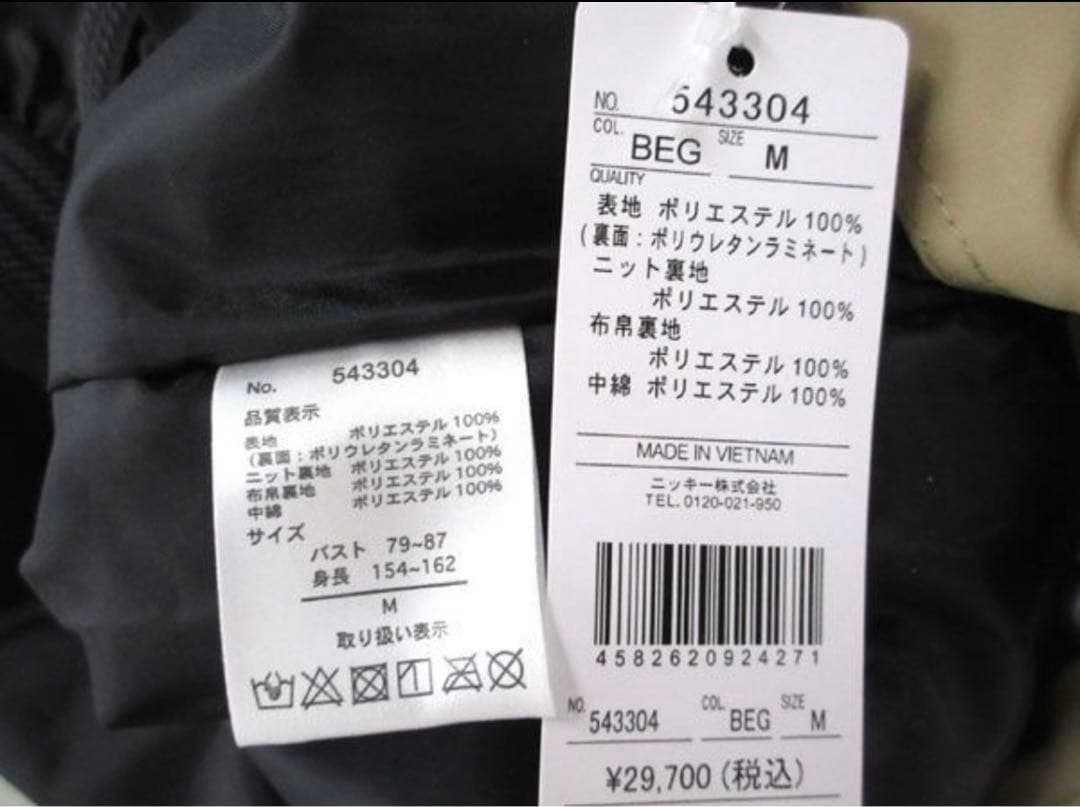 No. 543304
品質表示
表地 ポリエステル 100%
(裏面：ポリウレタンラミネート)
ニット裏地 ポリエステル 100%
布帛裏地 ポリエステル 100%
中綿 ポリエステル 100%
サイズ
バスト 79~87
身長 154~162
M
取り扱い表示
NO. 543304
COL. BEG SIZE M
QUALITY
表地 ポリエステル 100%
(裏面：ポリウレタンラミネート)
ニット裏地
ポリエステル 100%
布帛裏地
ポリエステル 100%
中綿 ポリエステル 100%
MADE IN VIETNAM
ニッキー株式会社
TEL. 0120-021-950
4582620924271
NO. 543304 COL. BEG SIZE M
¥29,700 (税込)